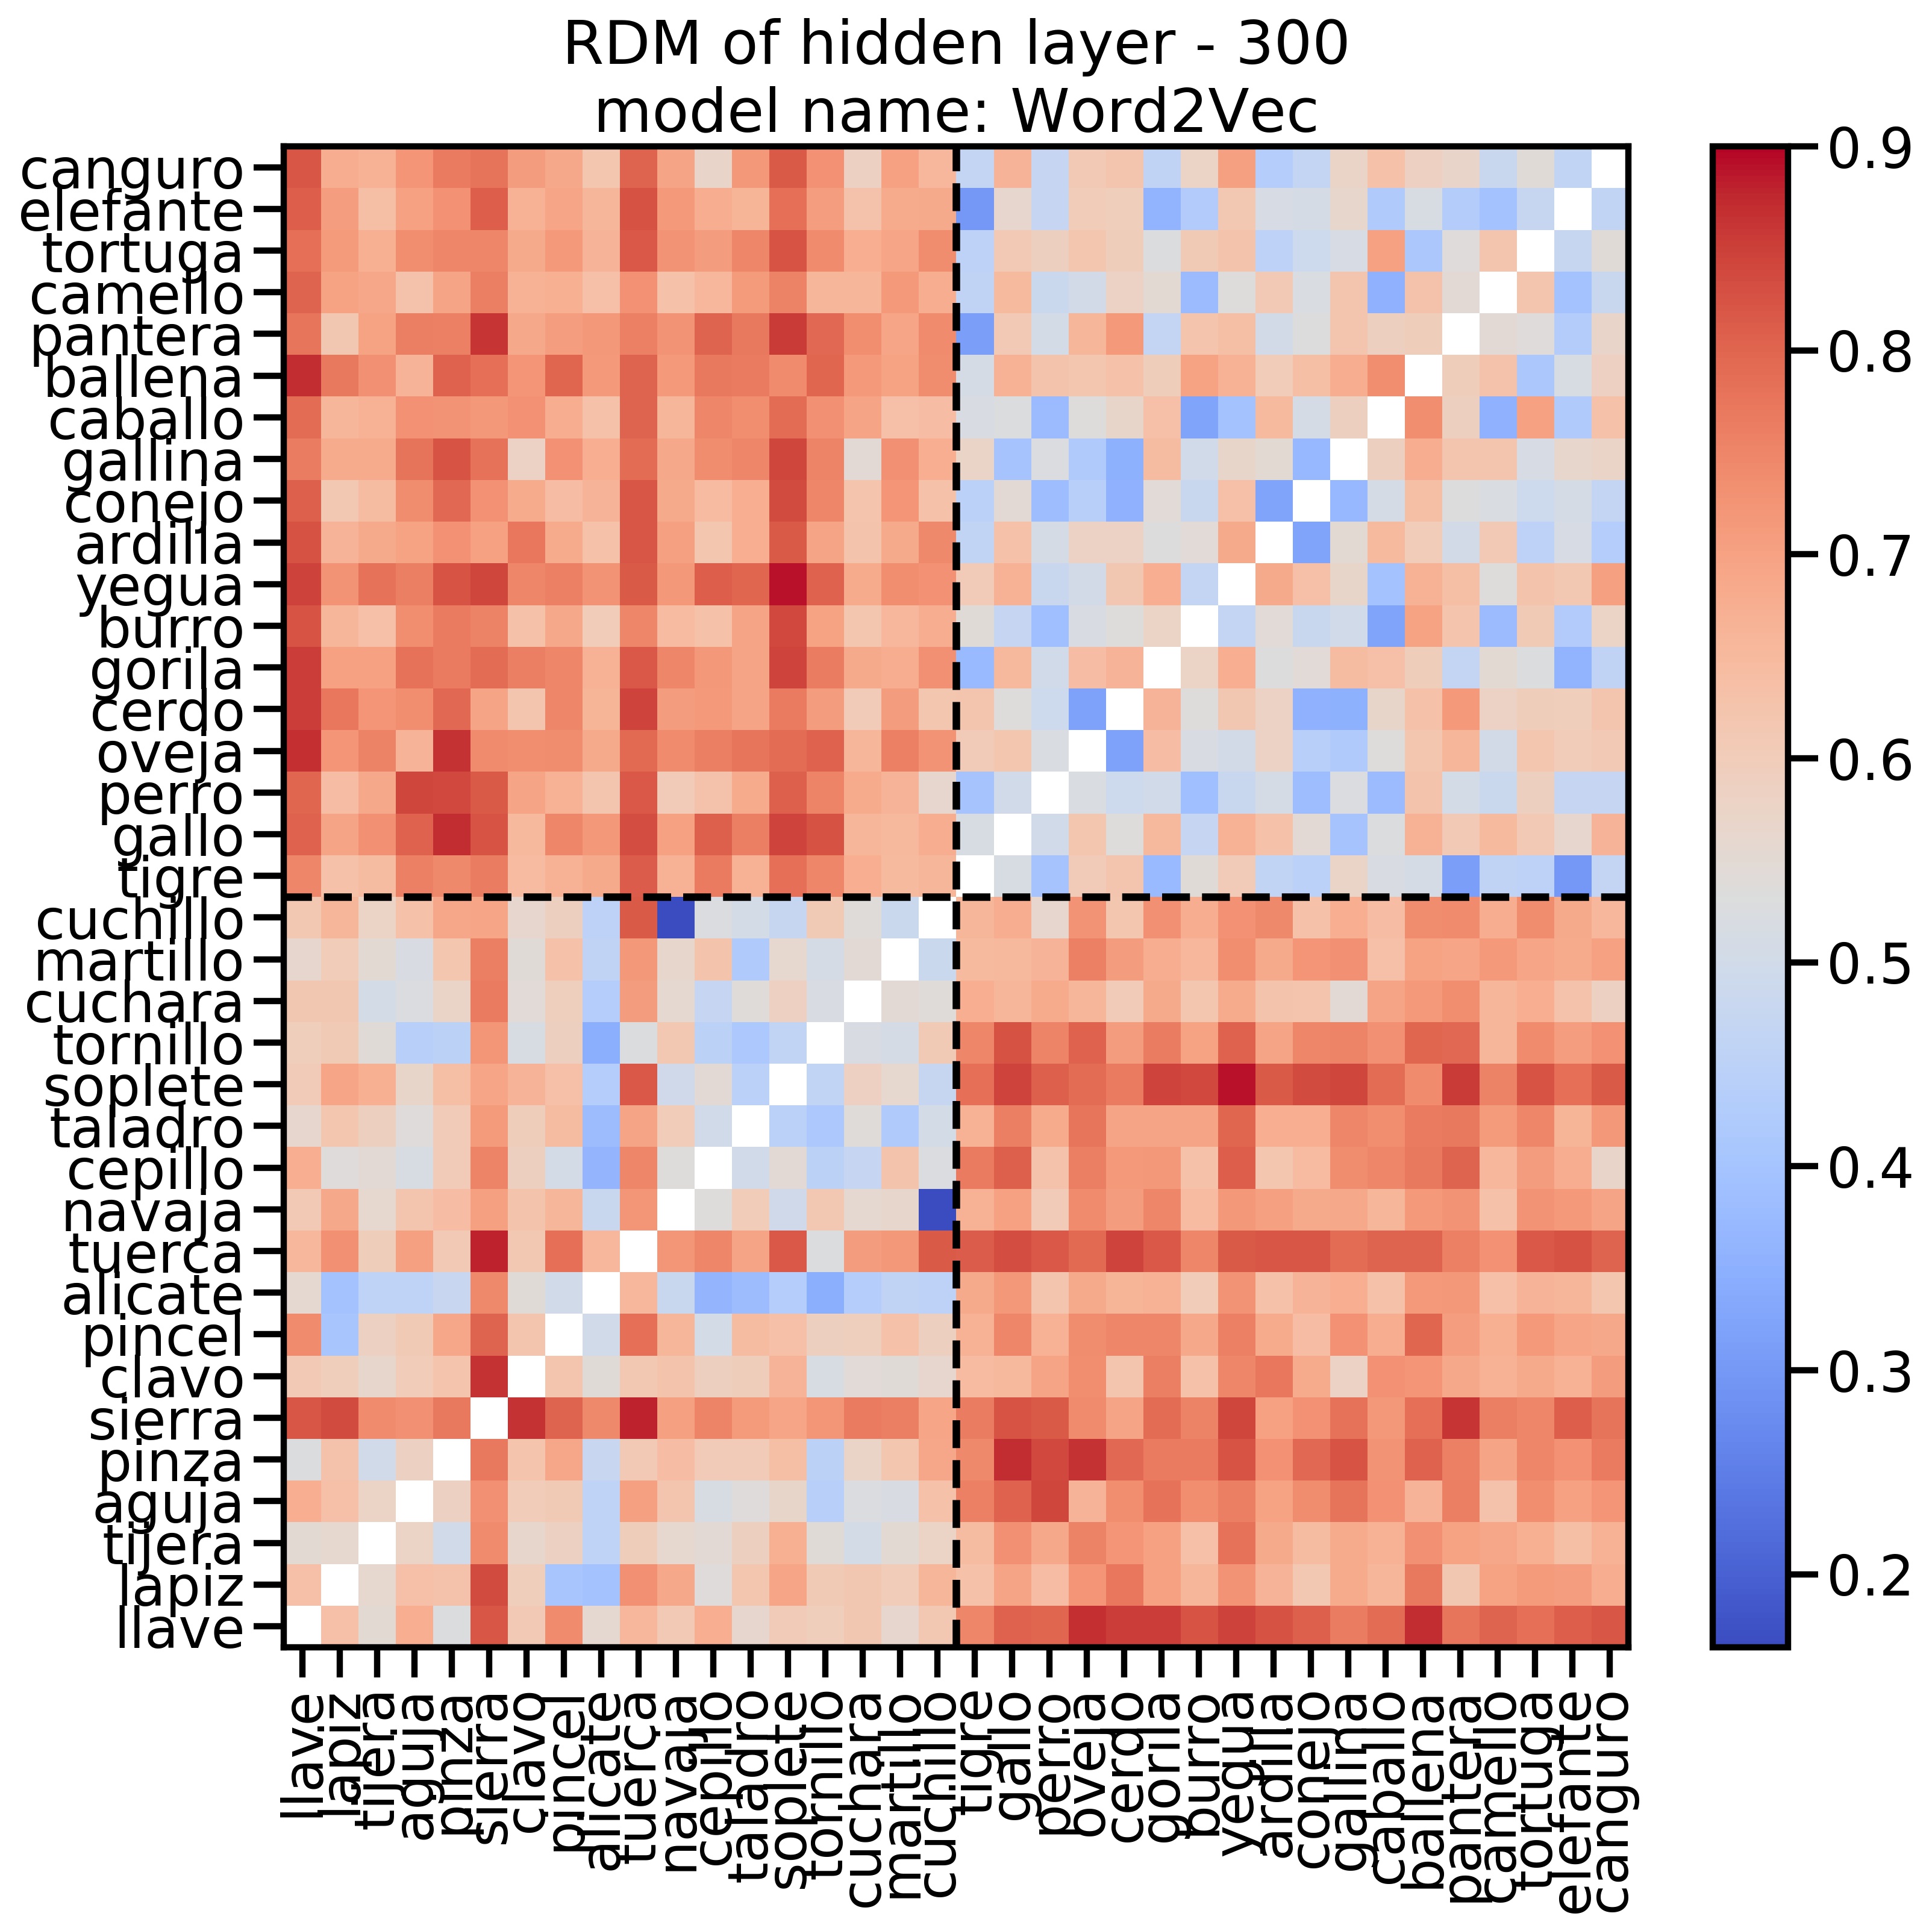 RDM of hidden layer - 300
model name: Word2Vec
canguro
elefante
tortuga
camello
pantera
ballena
caballo
gallina
conejo
ardilla
yegua
burro
gorila
cerdo
oveja
perro
gallo
tigre
cuchillo
martillo
cuchara
tornillo
soplete
taladro
cepillo
navaja
tuerca
alicate
pincel
clavo
sierra
pinza
aguja
tijera
lapiz
llave
llave
lapiz
tijera
aguja
pinza
sierra
clavo
pincel
alicate
tuerca
navaja
cepillo
taladro
soplete
tornillo
cuchara
martillo
cuchillo
tigre
gallo
perro
oveja
cerdo
gorila
burro
yegua
ardilla
conejo
gallina
caballo
ballena
pantera
camello
tortuga
elefante
canguro
0.9
0.8
0.7
0.6
0.5
0.4
0.3
0.2